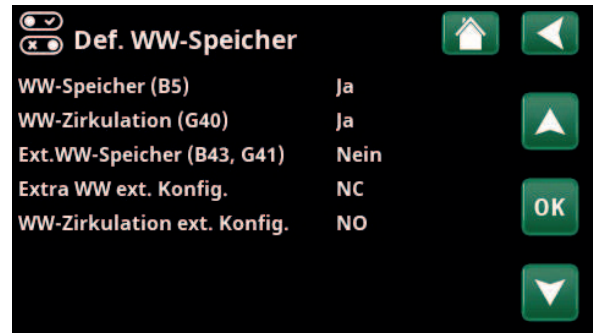 Def. WW-Speicher
WW-Speicher (B5) Ja
WW-Zirkulation (G40) Ja
Ext.WW-Speicher (B43, G41) Nein
Extra WW ext. Konfig. NC
OK
WW-Zirkulation ext. Konfig. NO